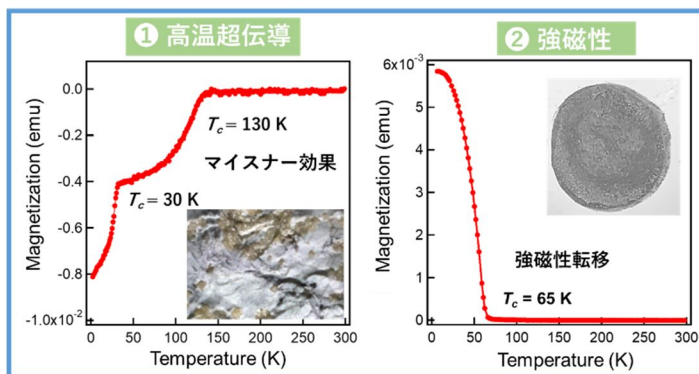 ❶ 高温超伝導
0.0
-0.2
-0.4
-0.6
-0.8
-1.0x10⁻²
Magnetization (emu)
Tc = 130 K
マイスナー効果
Tc = 30 K
0 50 100 150 200 250 300
Temperature (K)
❷ 強磁性
6x10⁻³
5
4
3
2
1
0
Magnetization (emu)
強磁性転移
Tc = 65 K
0 50 100 150 200 250 300
Temperature (K)